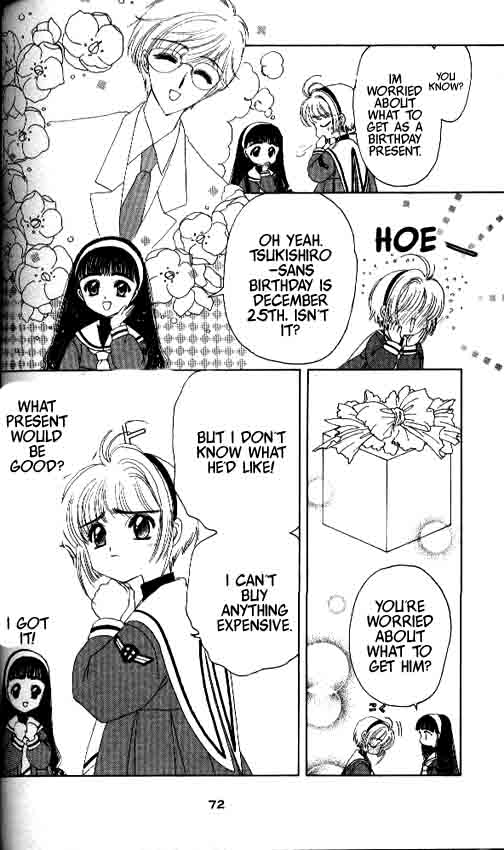 YOU
KNOW?
I'M
WORRIED
ABOUT
WHAT TO
GET AS A
BIRTHDAY
PRESENT.
OH YEAH.
TSUKISHIRO
-SANS
BIRTHDAY IS
DECEMBER
25TH. ISN'T
IT?
HOE
YOU'RE
WORRIED
ABOUT
WHAT TO
GET HIM?
こく
BUT I DON'T
KNOW WHAT
HE'D LIKE!
I CAN'T
BUY
ANYTHING
EXPENSIVE.
WHAT
PRESENT
WOULD
BE
GOOD?
I GOT
IT!
72